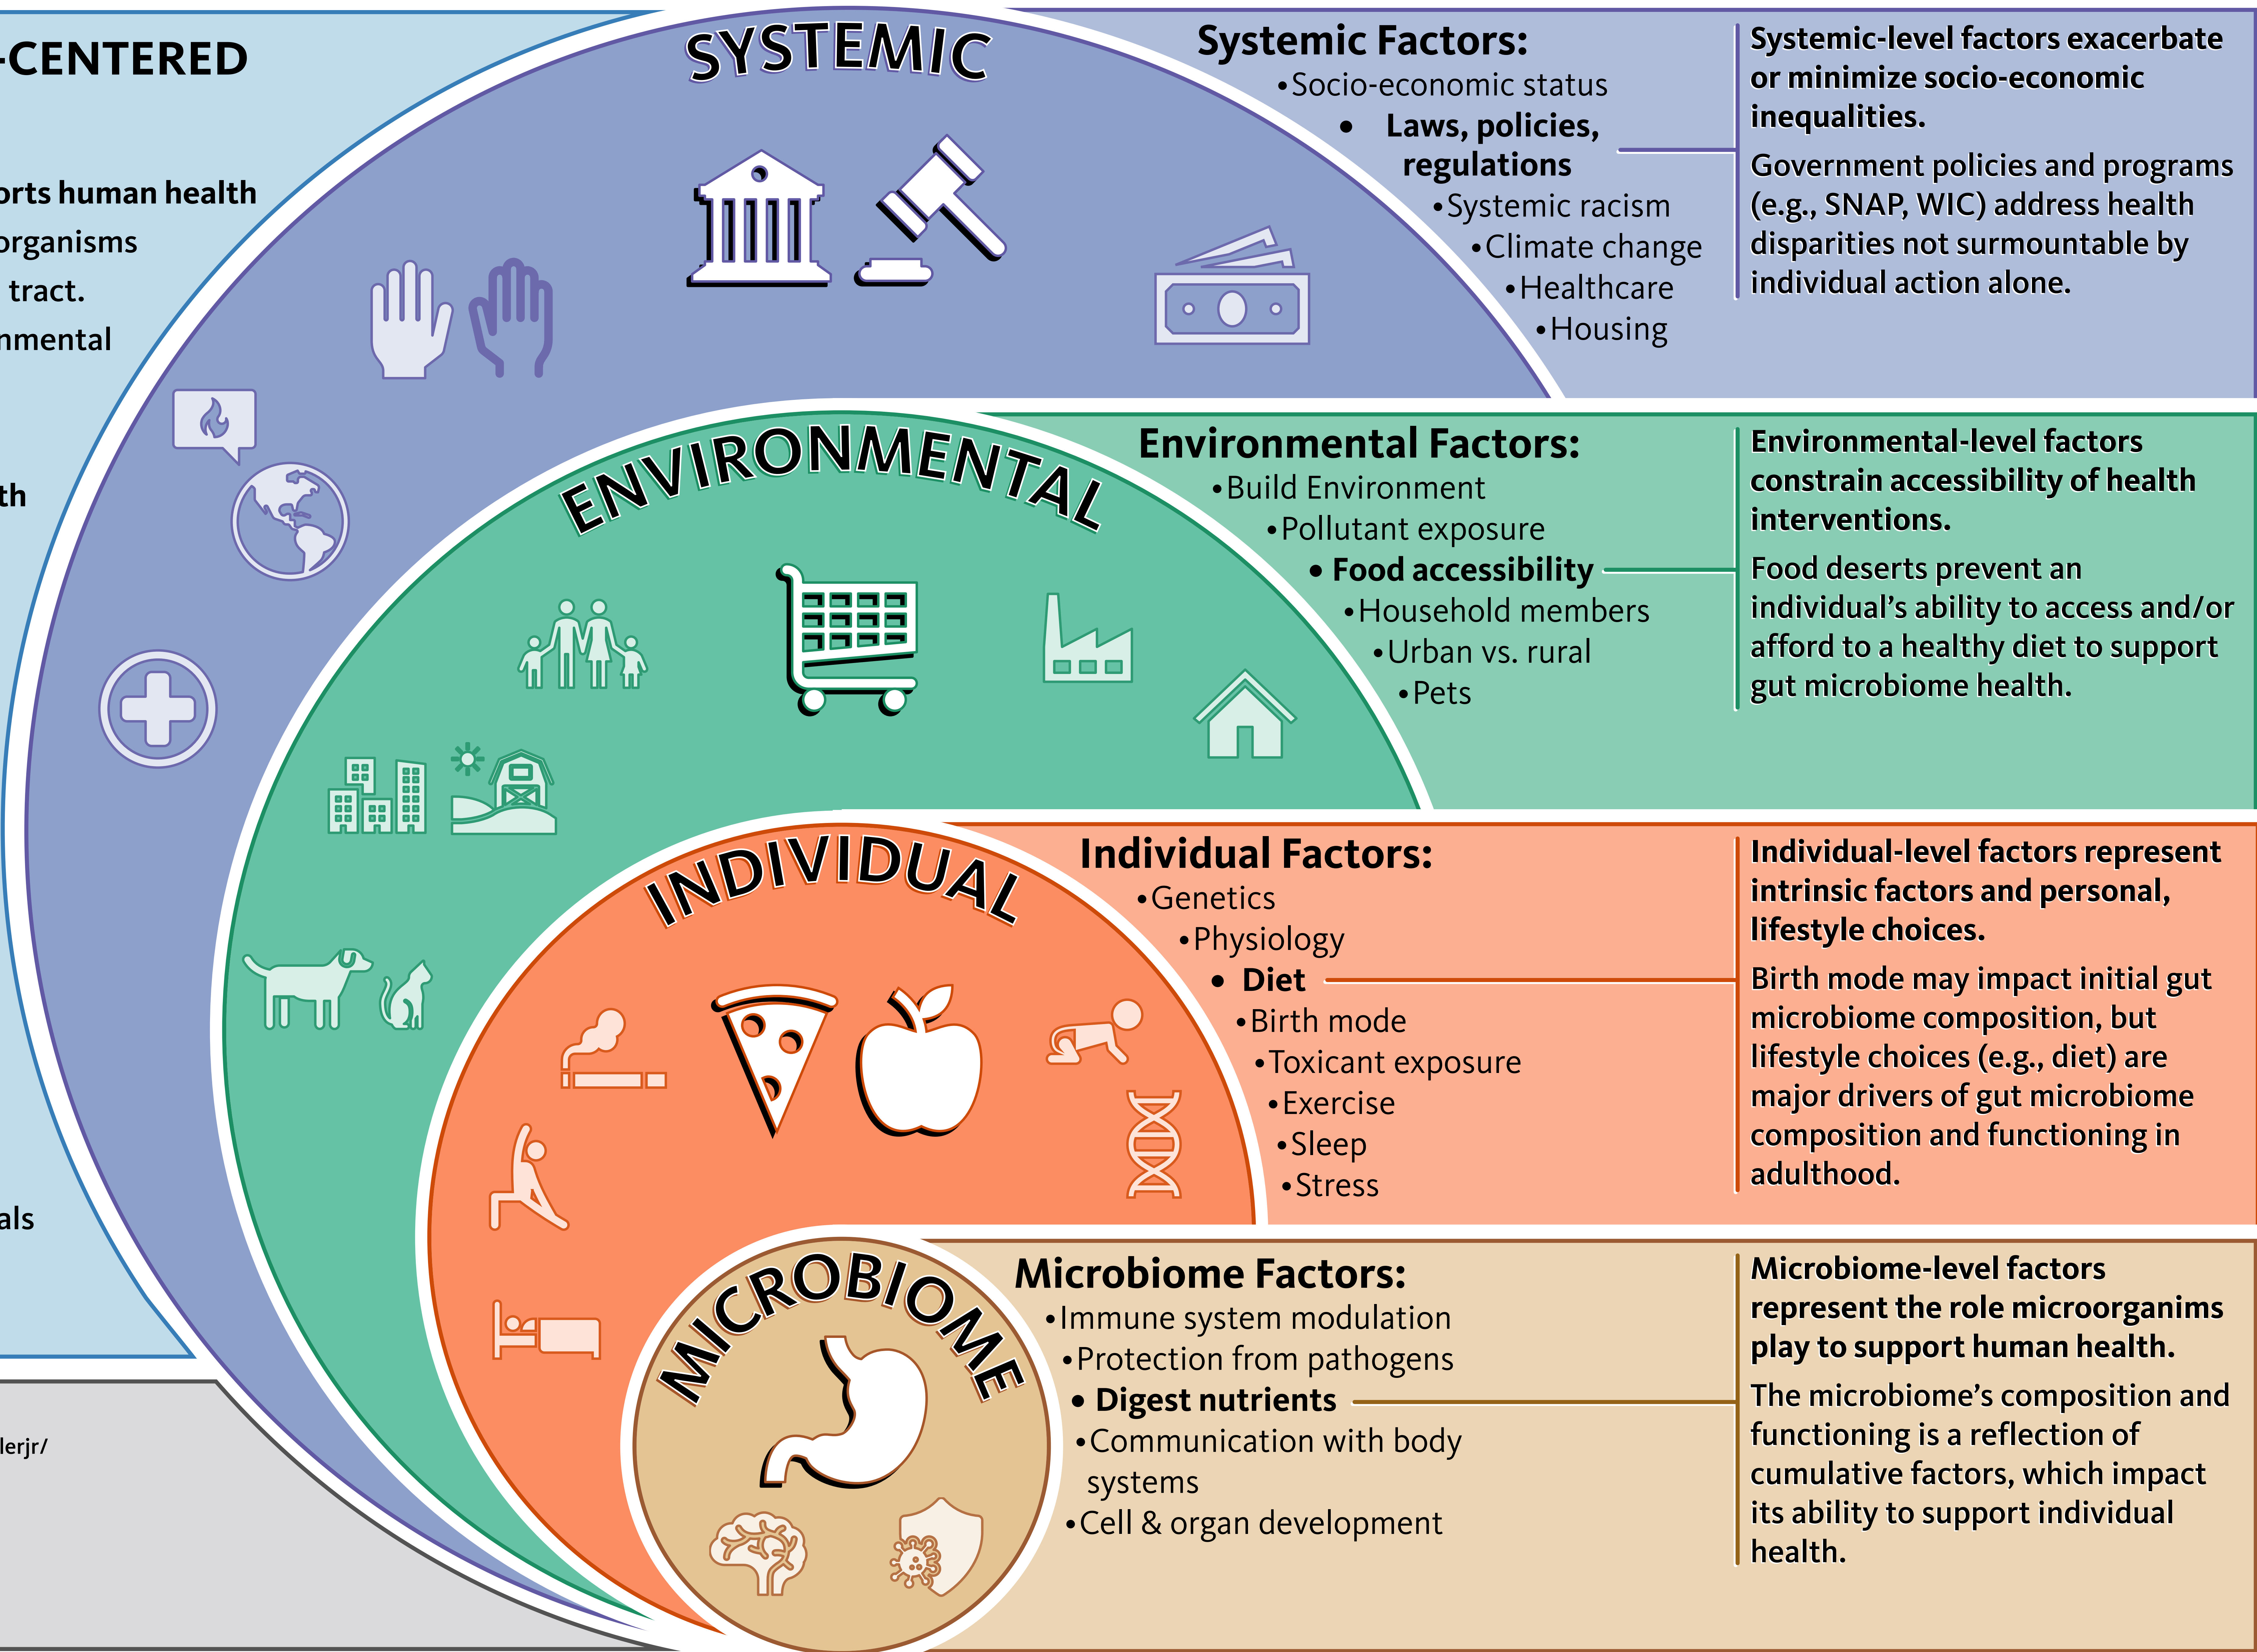 -CENTERED
orts human health
organisms
tract.
nmental
th
als
lerjr/
SYSTEMIC
Systemic Factors:
•Socio-economic status
• Laws, policies,
regulations
•Systemic racism
•Climate change
•Healthcare
•Housing
Systemic-level factors exacerbate
or minimize socio-economic
inequalities.
Government policies and programs
(e.g., SNAP, WIC) address health
disparities not surmountable by
individual action alone.
ENVIRONMENTAL
Environmental Factors:
•Build Environment
•Pollutant exposure
• Food accessibility
•Household members
•Urban vs. rural
•Pets
Environmental-level factors
constrain accessibility of health
interventions.
Food deserts prevent an
individual’s ability to access and/or
afford to a healthy diet to support
gut microbiome health.
INDIVIDUAL
Individual Factors:
•Genetics
•Physiology
• Diet
•Birth mode
•Toxicant exposure
•Exercise
•Sleep
•Stress
Individual-level factors represent
intrinsic factors and personal,
lifestyle choices.
Birth mode may impact initial gut
microbiome composition, but
lifestyle choices (e.g., diet) are
major drivers of gut microbiome
composition and functioning in
adulthood.
MICROBIOME
Microbiome Factors:
•Immune system modulation
•Protection from pathogens
• Digest nutrients
•Communication with body
systems
•Cell & organ development
Microbiome-level factors
represent the role microorganims
play to support human health.
The microbiome’s composition and
functioning is a reflection of
cumulative factors, which impact
its ability to support individual
health.